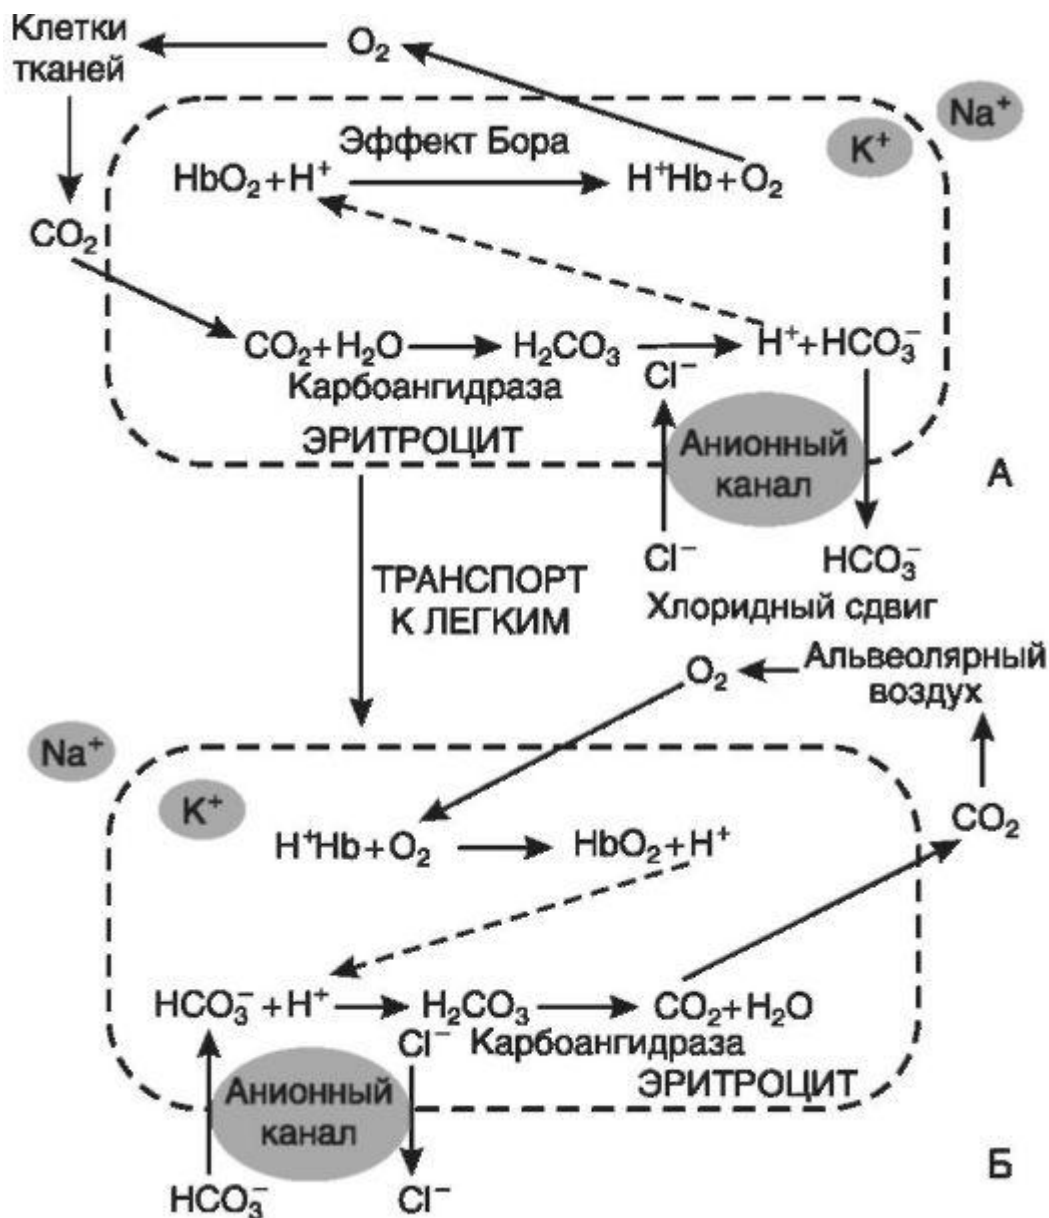 Клетки
тканей
O₂
Na⁺
K⁺
Эффект Бора
HbO₂+H⁺
H⁺Hb+O₂
CO₂
CO₂+H₂O
H₂CO₃
H⁺+HCO₃⁻
Карбоангидраза
Cl⁻
ЭРИТРОЦИТ
Анионный
канал
А
Cl⁻
HCO₃⁻
Хлоридный сдвиг
ТРАНСПОРТ
К ЛЕГКИМ
O₂
Альвеолярный
воздух
Na⁺
K⁺
CO₂
H⁺Hb+O₂
HbO₂+H⁺
HCO₃⁻+H⁺
H₂CO₃
CO₂+H₂O
Cl⁻
Карбоангидраза
ЭРИТРОЦИТ
Анионный
канал
Б
HCO₃⁻
Cl⁻